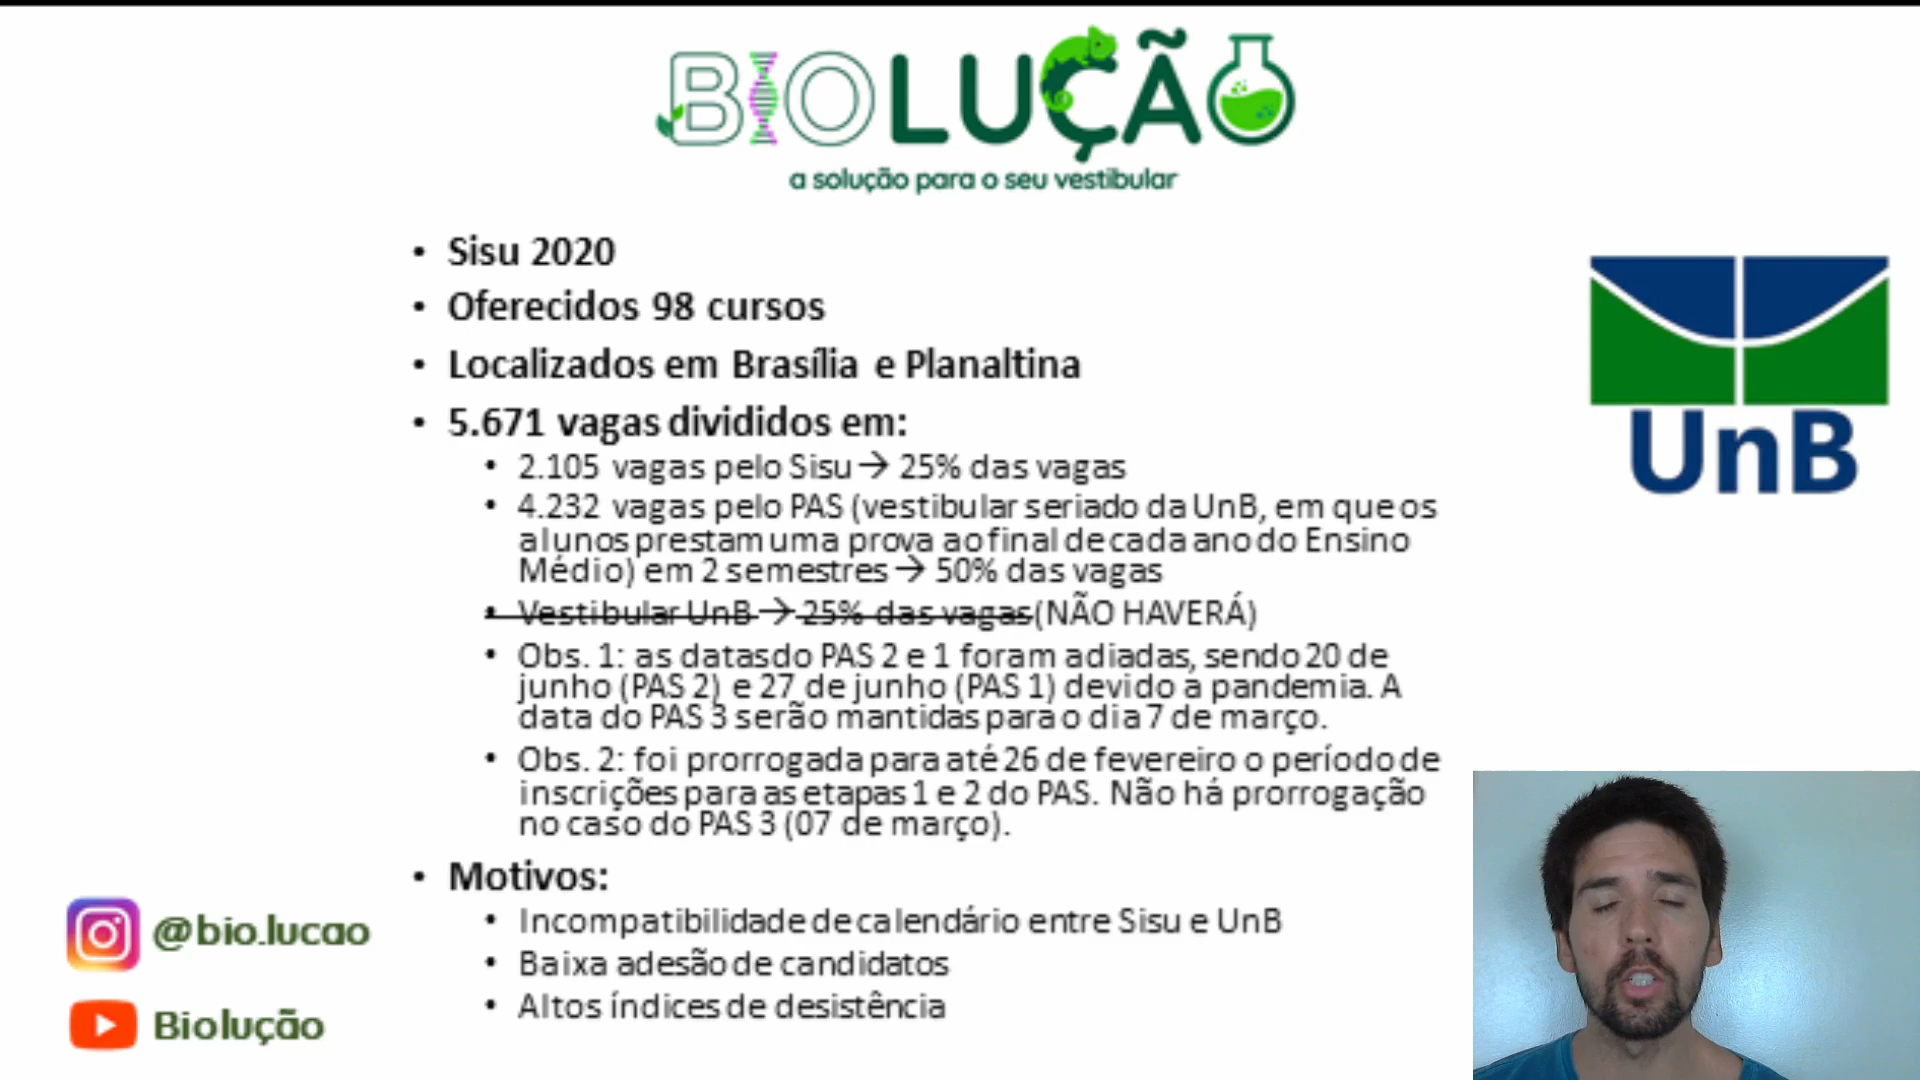 BIOLUÇÃO
a solução para o seu vestibular
• Sisu 2020
• Oferecidos 98 cursos
• Localizados em Brasília e Planaltina
• 5.671 vagas divididos em:
• 2.105 vagas pelo Sisu → 25% das vagas
• 4.232 vagas pelo PAS (vestibular seriado da UnB, em que os
alunos prestam uma prova ao final de cada ano do Ensino
Médio) em 2 semestres → 50% das vagas
• Vestibular UnB → 25% das vagas (NÃO HAVERÁ)
• Obs. 1: as datas do PAS 2 e 1 foram adiadas, sendo 20 de
junho (PAS 2) e 27 de junho (PAS 1) devido a pandemia. A
data do PAS 3 serão mantidas para o dia 7 de março.
• Obs. 2: foi prorrogada para até 26 de fevereiro o período de
inscrições para as etapas 1 e 2 do PAS. Não há prorrogação
no caso do PAS 3 (07 de março).
• Motivos:
• Incompatibilidade de calendário entre Sisu e UnB
• Baixa adesão de candidatos
• Altos índices de desistência
UnB
@bio.lucao
Biolução